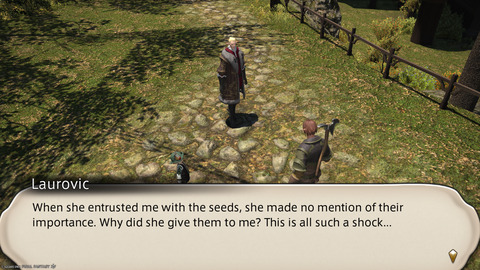 Laurovic
When she entrusted me with the seeds, she made no mention of their
importance. Why did she give them to me? This is all such a shock...